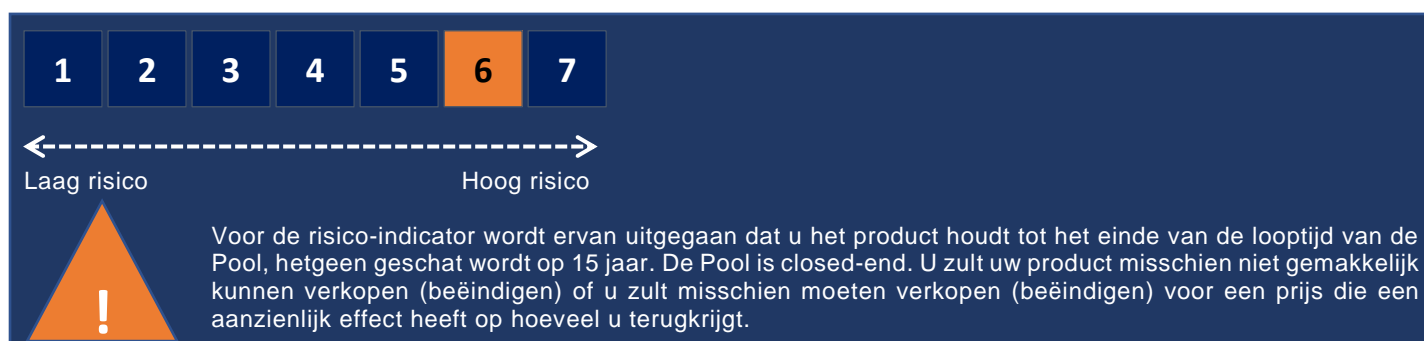 1 2 3 4 5 6 7
Laag risico Hoog risico
Voor de risico-indicator wordt ervan uitgegaan dat u het product houdt tot het einde van de looptijd van de
Pool, hetgeen geschat wordt op 15 jaar. De Pool is closed-end. U zult uw product misschien niet gemakkelijk
kunnen verkopen (beëindigen) of u zult misschien moeten verkopen (beëindigen) voor een prijs die een
aanzienlijk effect heeft op hoeveel u terugkrijgt.
!